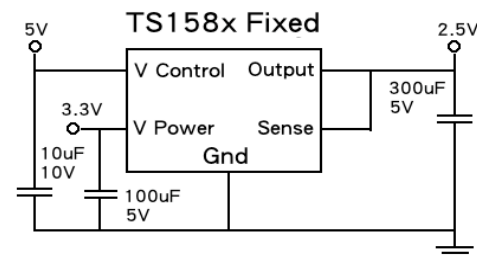 TS158x Fixed
5V
2.5V
V Control
Output
300uF
5V
3.3V
V Power
Sense
10uF
10V
Gnd
100uF
5V